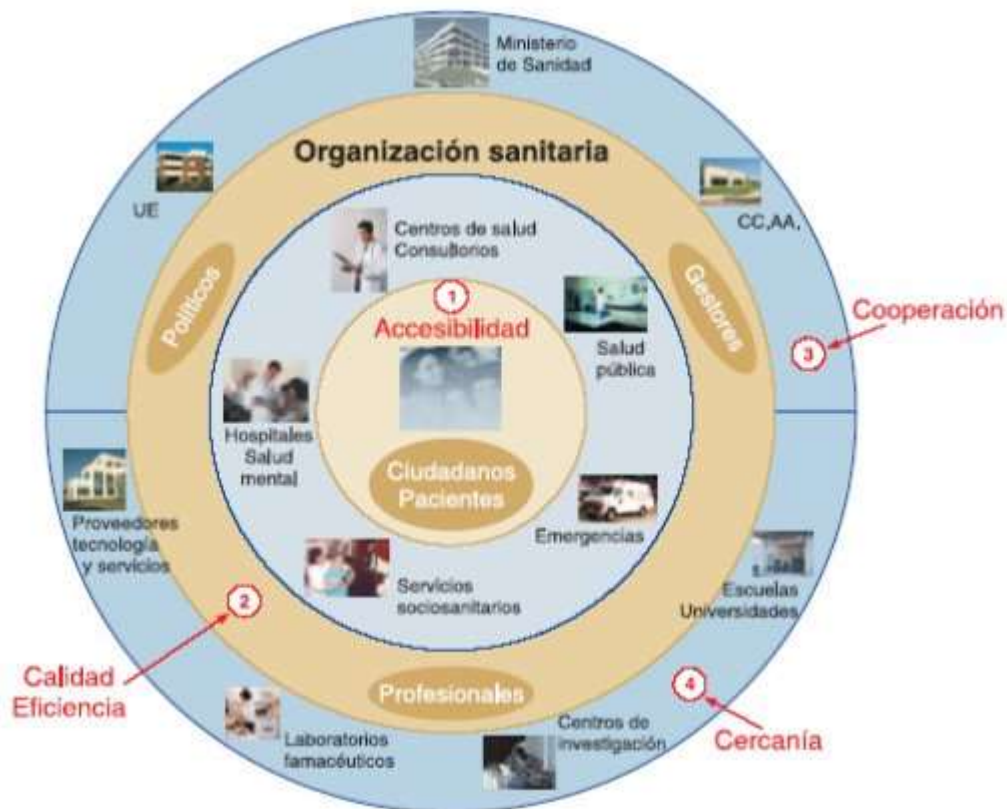 Ministerio
de Sanidad
Organización sanitaria
UE
CC,AA,
Centros de salud
Consultorios
Políticos
Gestores
1
Accesibilidad
Cooperación
3
Salud
pública
Hospitales
Salud
mental
Ciudadanos
Pacientes
Proveedores
tecnología
y servicios
Emergencias
Escuelas
Universidades
Servicios
sociosanitarios
2
Calidad
Eficiencia
Profesionales
4
Cercanía
Laboratorios
famacéuticos
Centros de
investigación